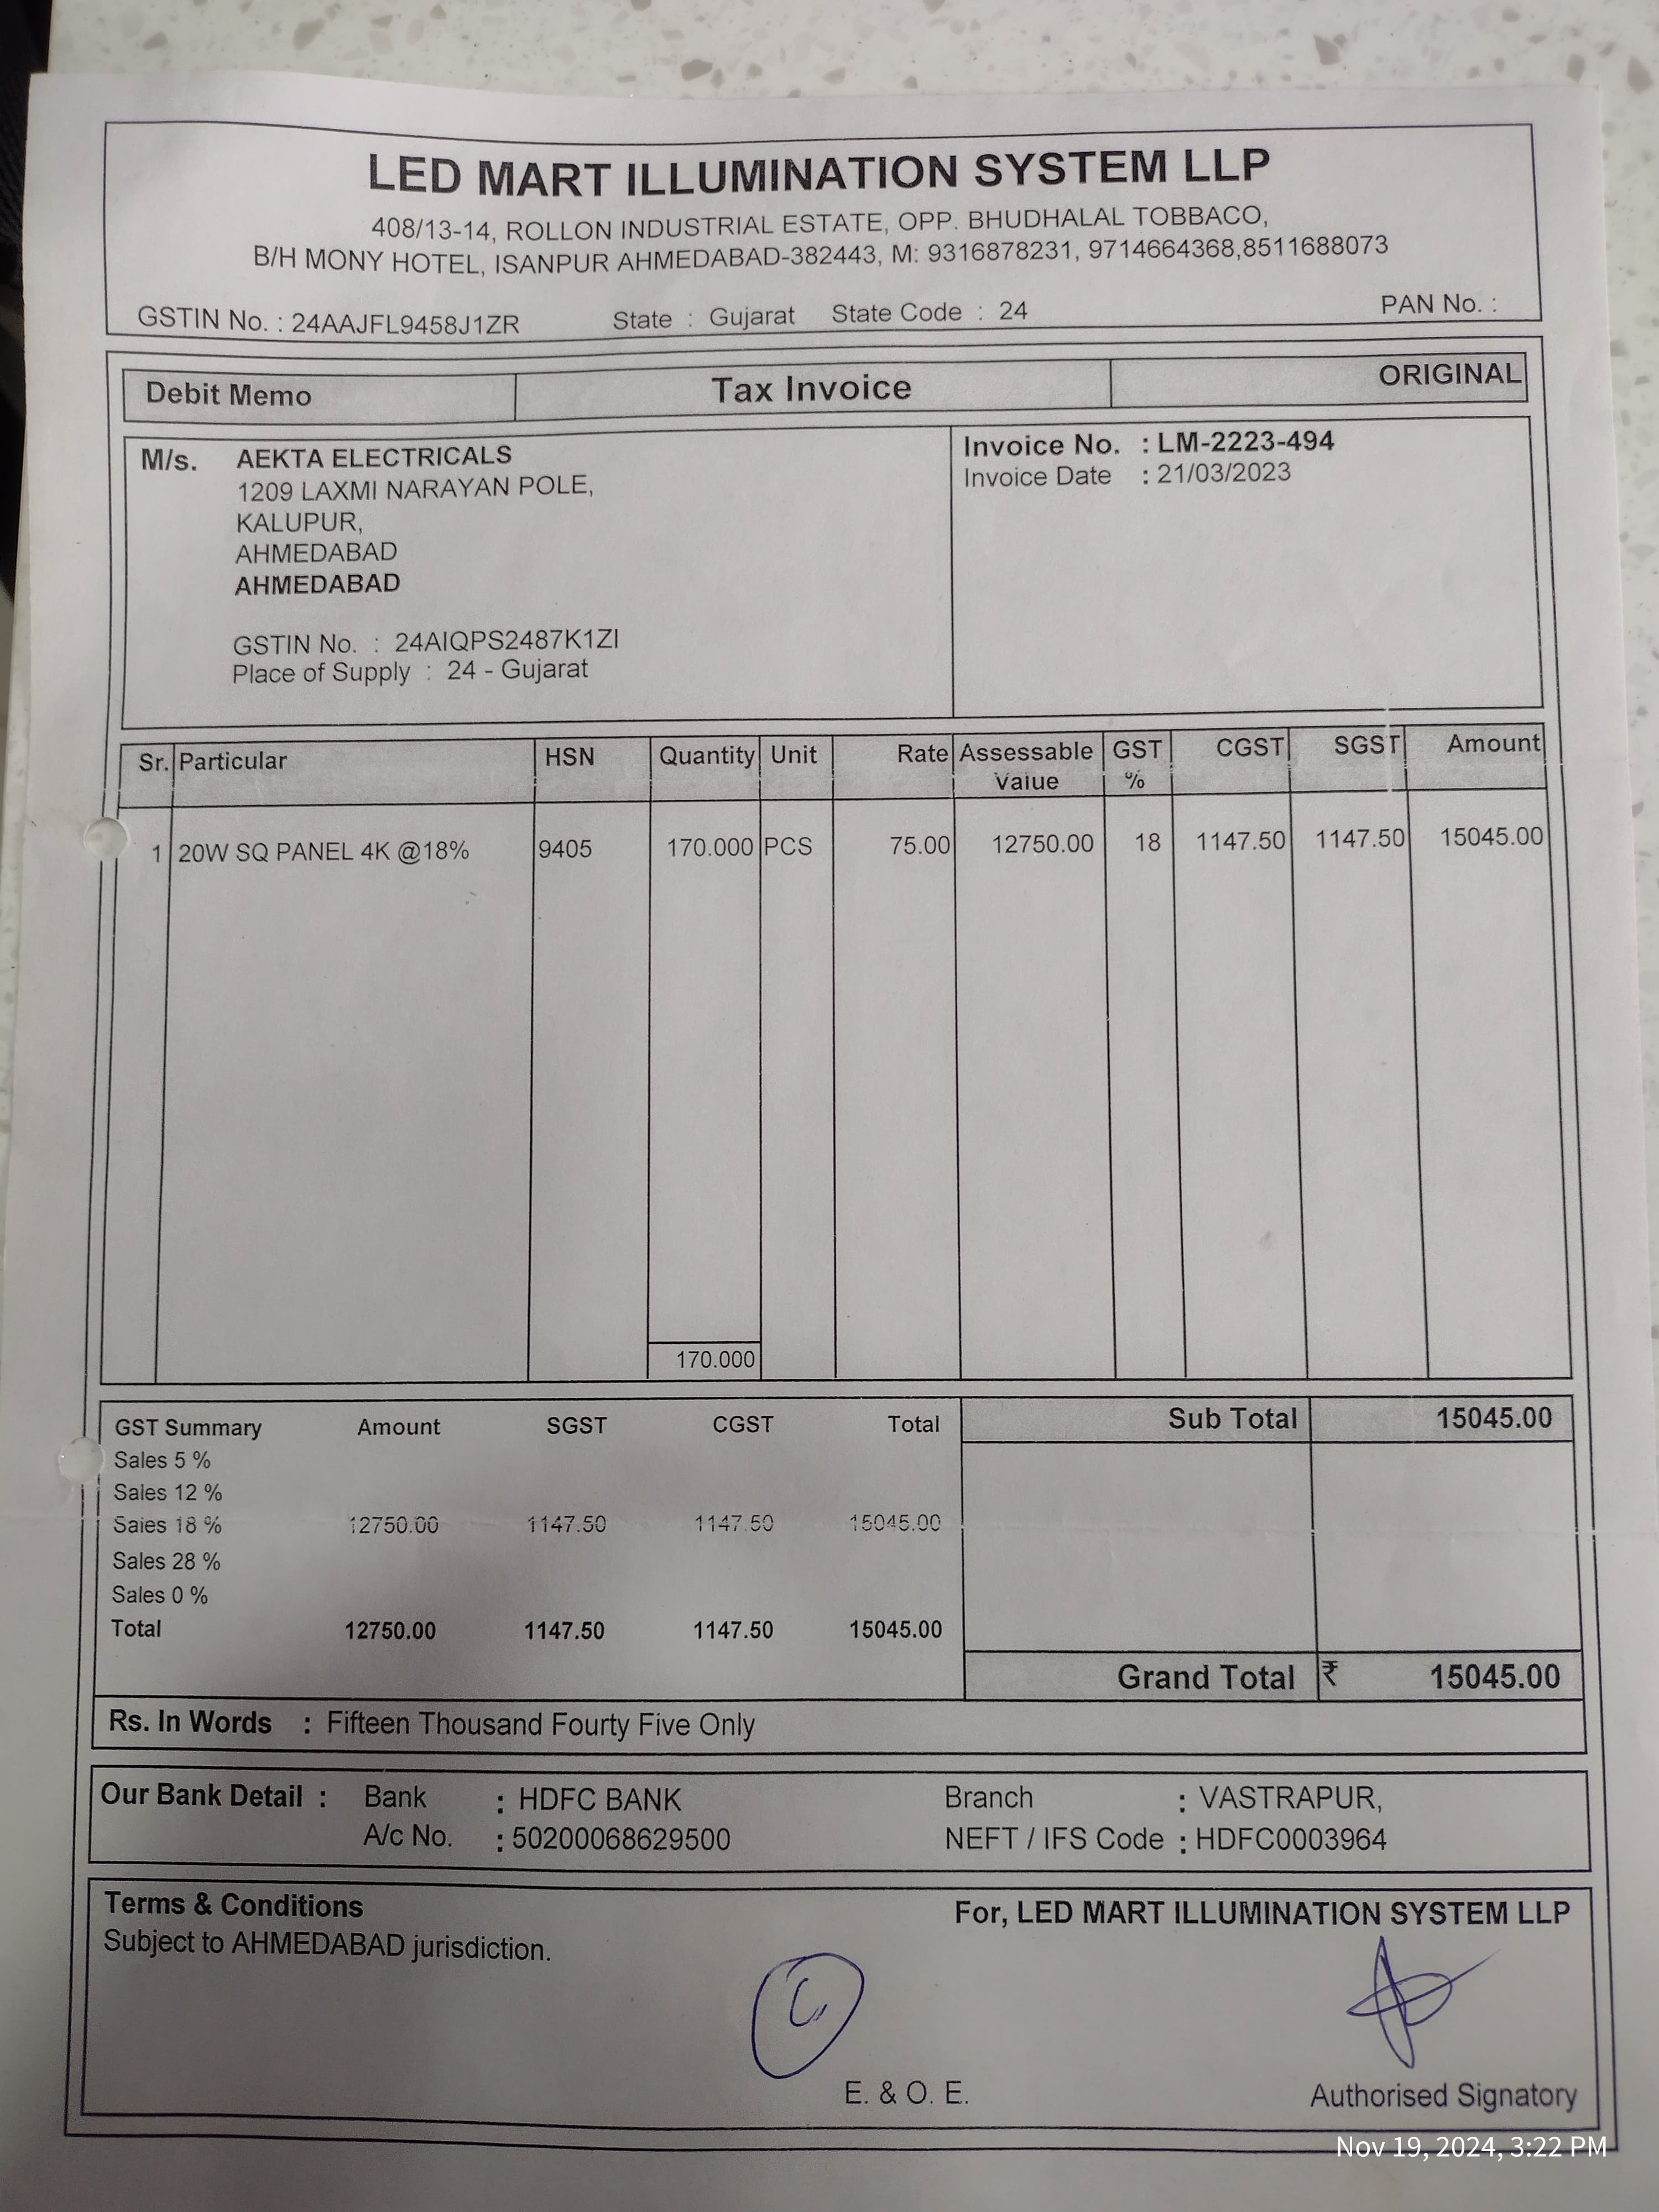 LED MART ILLUMINATION SYSTEM LLP
408/13-14, ROLLON INDUSTRIAL ESTATE, OPP. BHUDHALAL TOBBACO,
B/H MONY HOTEL, ISANPUR AHMEDABAD-382443, M: 9316878231, 9714664368,8511688073
GSTIN No. : 24AAJFL9458J1ZR State : Gujarat State Code : 24 PAN No. :
Debit Memo Tax Invoice ORIGINAL
M/s. AEKTA ELECTRICALS Invoice No. : LM-2223-494
1209 LAXMI NARAYAN POLE, Invoice Date : 21/03/2023
KALUPUR,
AHMEDABAD
AHMEDABAD
GSTIN No. : 24AIQPS2487K1ZI
Place of Supply : 24 - Gujarat
Sr. Particular HSN Quantity Unit Rate Assessable GST CGST SGST Amount
Value %
1 20W SQ PANEL 4K @18% 9405 170.000 PCS 75.00 12750.00 18 1147.50 1147.50 15045.00
170.000
GST Summary Amount SGST CGST Total Sub Total 15045.00
Sales 5 %
Sales 12 %
Sales 18 % 12750.00 1147.50 1147.50 15045.00
Sales 28 %
Sales 0 %
Total 12750.00 1147.50 1147.50 15045.00
Grand Total ₹ 15045.00
Rs. In Words : Fifteen Thousand Fourty Five Only
Our Bank Detail : Bank : HDFC BANK Branch : VASTRAPUR,
A/c No. : 50200068629500 NEFT / IFS Code : HDFC0003964
Terms & Conditions For, LED MART ILLUMINATION SYSTEM LLP
Subject to AHMEDABAD jurisdiction.
E. & O. E. Authorised Signatory
Nov 19, 2024, 3:22 PM